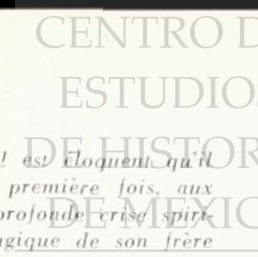 CENTRO D
ESTUDIO
DE HISTOR
DE MEXIC
l est éloquent qu'il
première fois, aux
profonde crise spiri-
agique de son frère